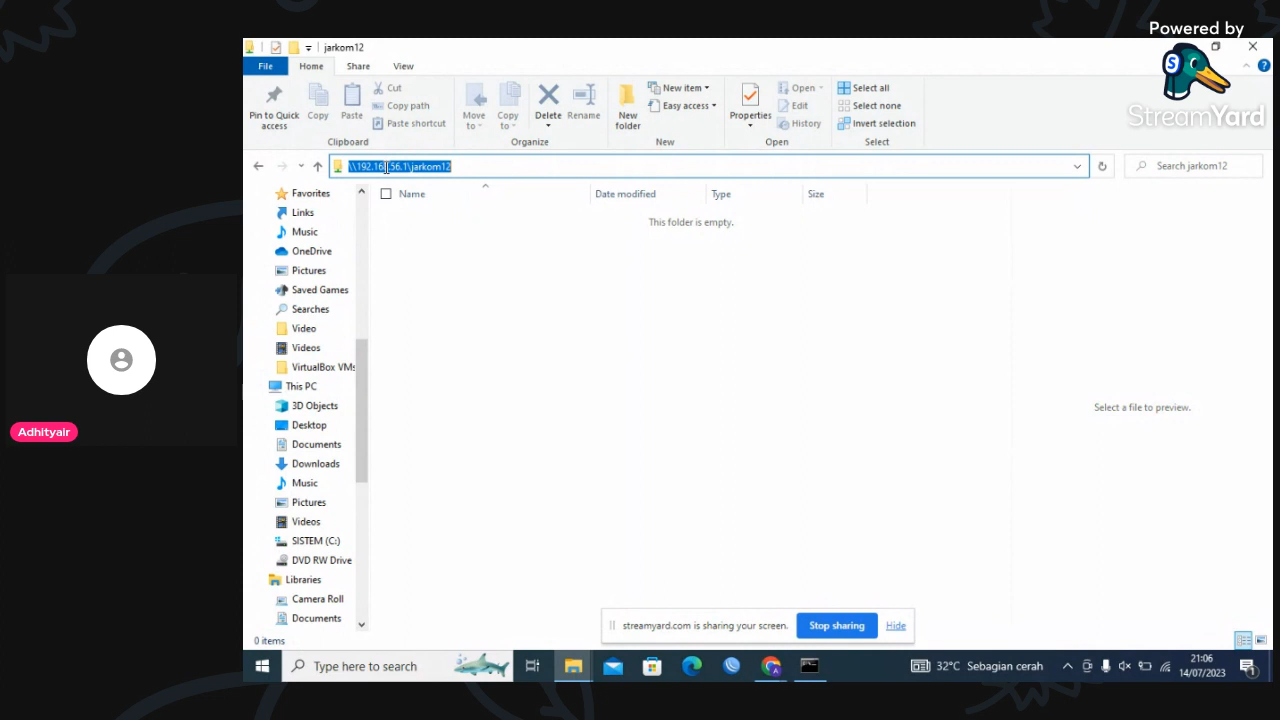 Powered by
StreamYard
jarkom12
File
Home
Share
View
Pin to Quick access
Copy
Paste
Cut
Copy path
Paste shortcut
Clipboard
Move to
Copy to
Delete
Rename
Organize
New folder
New item
Easy access
New
Properties
Open
Edit
History
Open
Select all
Select none
Invert selection
Select
jarkom12
Search jarkom12
Name
Date modified
Type
Size
This folder is empty.
Favorites
Links
Music
OneDrive
Pictures
Saved Games
Searches
Video
Videos
VirtualBox VMs
This PC
3D Objects
Desktop
Documents
Downloads
Music
Pictures
Videos
SISTEM (C:)
DVD RW Drive
Libraries
Camera Roll
Documents
Select a file to preview.
Adhityair
streamyard.com is sharing your screen.
Stop sharing
Hide
0 items
Type here to search
32°C Sebagian cerah
21:06
14/07/2023
1